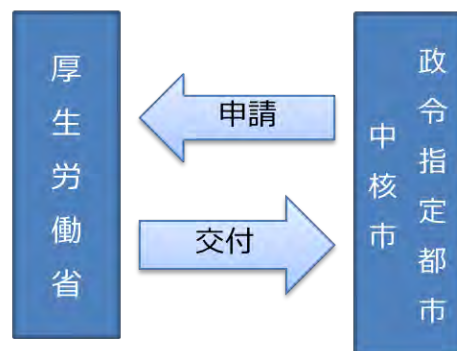 厚生労働省
申請
交付
政令指定都市
中核市